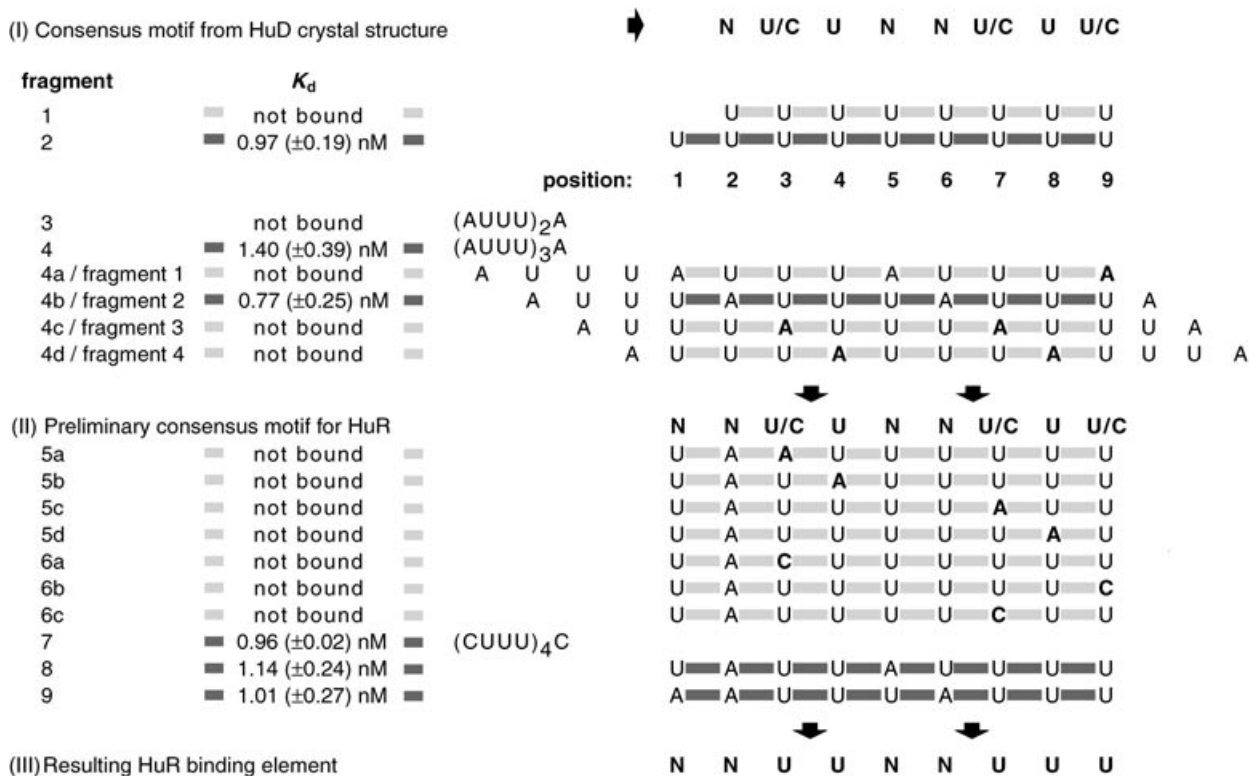 (I) Consensus motif from HuD crystal structure N U/C U N N U/C U U/C
fragment Kd
1 not bound U U U U U U U U
2 0.97 (±0.19) nM U U U U U U U U U
position: 1 2 3 4 5 6 7 8 9
3 not bound (AUUU)2A
4 1.40 (±0.39) nM (AUUU)3A
4a / fragment 1 not bound A U U U A U U U A U U U A
4b / fragment 2 0.77 (±0.25) nM A U U U A U U U A U U U A
4c / fragment 3 not bound A U U U A U U U A U U U A
4d / fragment 4 not bound A U U U A U U U A U U U A
(II) Preliminary consensus motif for HuR N N U/C U N N U/C U U/C
5a not bound U A A U U U U U U
5b not bound U A U A U U U U U
5c not bound U A U U U U A U U
5d not bound U A U U U U U A U
6a not bound U A C U U U U U U
6b not bound U A U U U U U U C
6c not bound U A U U U U C U U
7 0.96 (±0.02) nM (CUUU)4C
8 1.14 (±0.24) nM U A U U A U U U U
9 1.01 (±0.27) nM A A U U U A U U U
(III) Resulting HuR binding element N N U U N N U U U